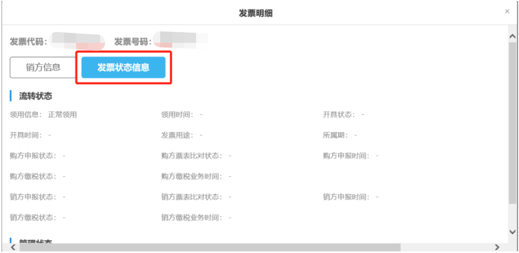 发票明细
×
发票代码： 发票号码：
销方信息 发票状态信息
流转状态
领用信息： 正常领用 领用时间： - 开具状态： -
开具时间： - 发票用途： - 所属期： -
购方申报状态： - 购方票表比对状态： - 购方申报时间： -
购方缴税状态： - 购方缴税业务时间： -
销方申报状态： - 销方票表比对状态： - 销方申报时间： -
销方缴税状态： - 销方缴税业务时间： -
管理状态